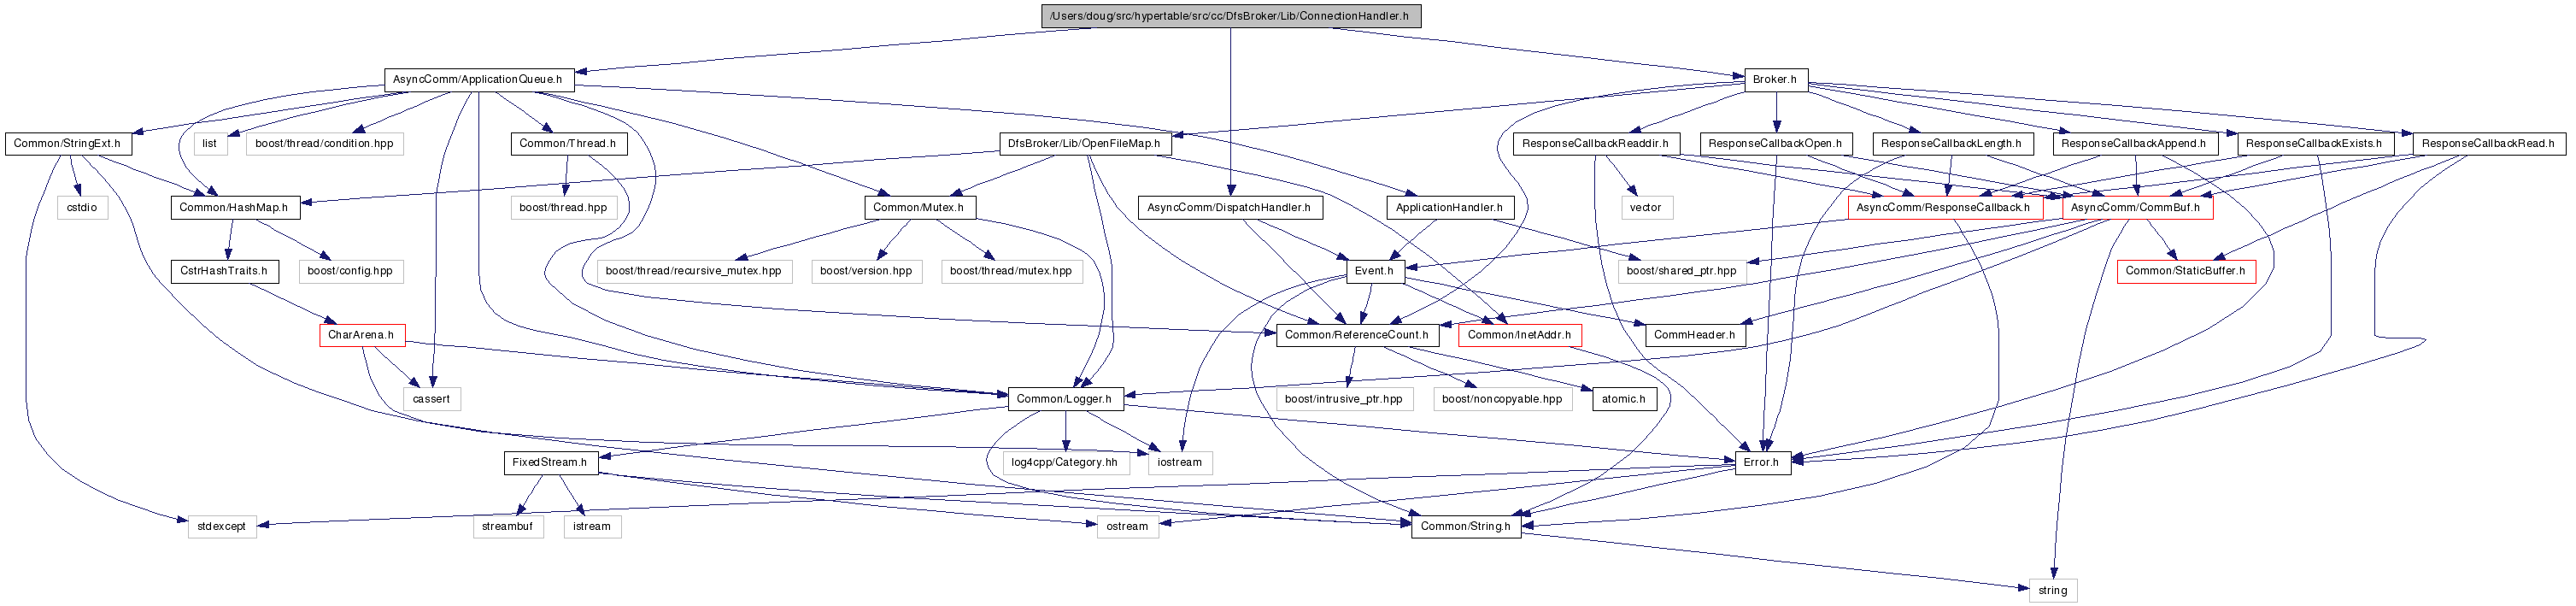 /Users/doug/src/hypertable/src/cc/DfsBroker/Lib/ConnectionHandler.h
AsyncComm/ApplicationQueue.h
Broker.h
Common/StringExt.h
list
boost/thread/condition.hpp
Common/Thread.h
DfsBroker/Lib/OpenFileMap.h
ResponseCallbackReaddir.h
ResponseCallbackOpen.h
ResponseCallbackLength.h
ResponseCallbackAppend.h
ResponseCallbackExists.h
ResponseCallbackRead.h
cstdio
Common/HashMap.h
boost/thread.hpp
Common/Mutex.h
AsyncComm/DispatchHandler.h
ApplicationHandler.h
vector
AsyncComm/ResponseCallback.h
AsyncComm/CommBuf.h
CstrHashTraits.h
boost/config.hpp
boost/thread/recursive_mutex.hpp
boost/version.hpp
boost/thread/mutex.hpp
Event.h
boost/shared_ptr.hpp
Common/StaticBuffer.h
CharArena.h
Common/ReferenceCount.h
Common/InetAddr.h
CommHeader.h
cassert
Common/Logger.h
boost/intrusive_ptr.hpp
boost/noncopyable.hpp
atomic.h
FixedStream.h
log4cpp/Category.hh
iostream
Error.h
stdexcept
streambuf
istream
ostream
Common/String.h
string